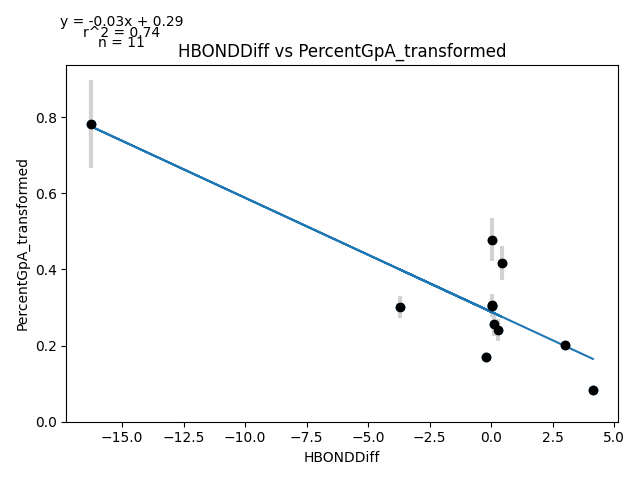 y = -0.03x + 0.29
r^2 = 0.74
n = 11
HBONDDiff vs PercentGpA_transformed
PercentGpA_transformed
0.8
0.6
0.4
0.2
0.0
−15.0 −12.5 −10.0 −7.5 −5.0 −2.5 0.0 2.5 5.0
HBONDDiff